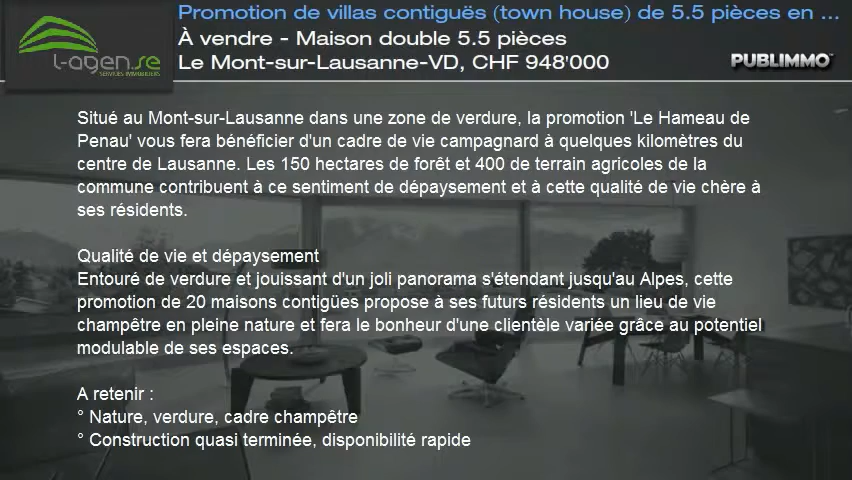 Promotion de villas contiguës (town house) de 5.5 pièces en ...
À vendre - Maison double 5.5 pièces
Le Mont-sur-Lausanne-VD, CHF 948'000
l-agen.se
SERVICES IMMOBILIERS
PUBLIMMO
Situé au Mont-sur-Lausanne dans une zone de verdure, la promotion 'Le Hameau de
Penau' vous fera bénéficier d'un cadre de vie campagnard à quelques kilomètres du
centre de Lausanne. Les 150 hectares de forêt et 400 de terrain agricoles de la
commune contribuent à ce sentiment de dépaysement et à cette qualité de vie chère à
ses résidents.
Qualité de vie et dépaysement
Entouré de verdure et jouissant d'un joli panorama s'étendant jusqu'au Alpes, cette
promotion de 20 maisons contigües propose à ses futurs résidents un lieu de vie
champêtre en pleine nature et fera le bonheur d'une clientèle variée grâce au potentiel
modulable de ses espaces.
A retenir :
° Nature, verdure, cadre champêtre
° Construction quasi terminée, disponibilité rapide